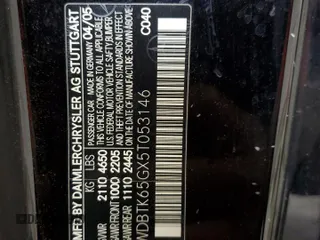 MFD BY DAIMLERCHRYSLER AG STUTTGART
PASSENGER CAR MADE IN GERMANY 04/05
THIS VEHICLE CONFORMS TO ALL APPLICABLE
U.S. FEDERAL MOTOR VEHICLE SAFETY BUMPER
AND THEFT PREVENTION STANDARDS IN EFFECT
ON THE DATE OF MANUFACTURE SHOWN ABOVE
KG LBS
2110 4650
GAWR FRONT 1000 2205
GAWR REAR 1110 2445
C040
WDBTK65GX5T053146